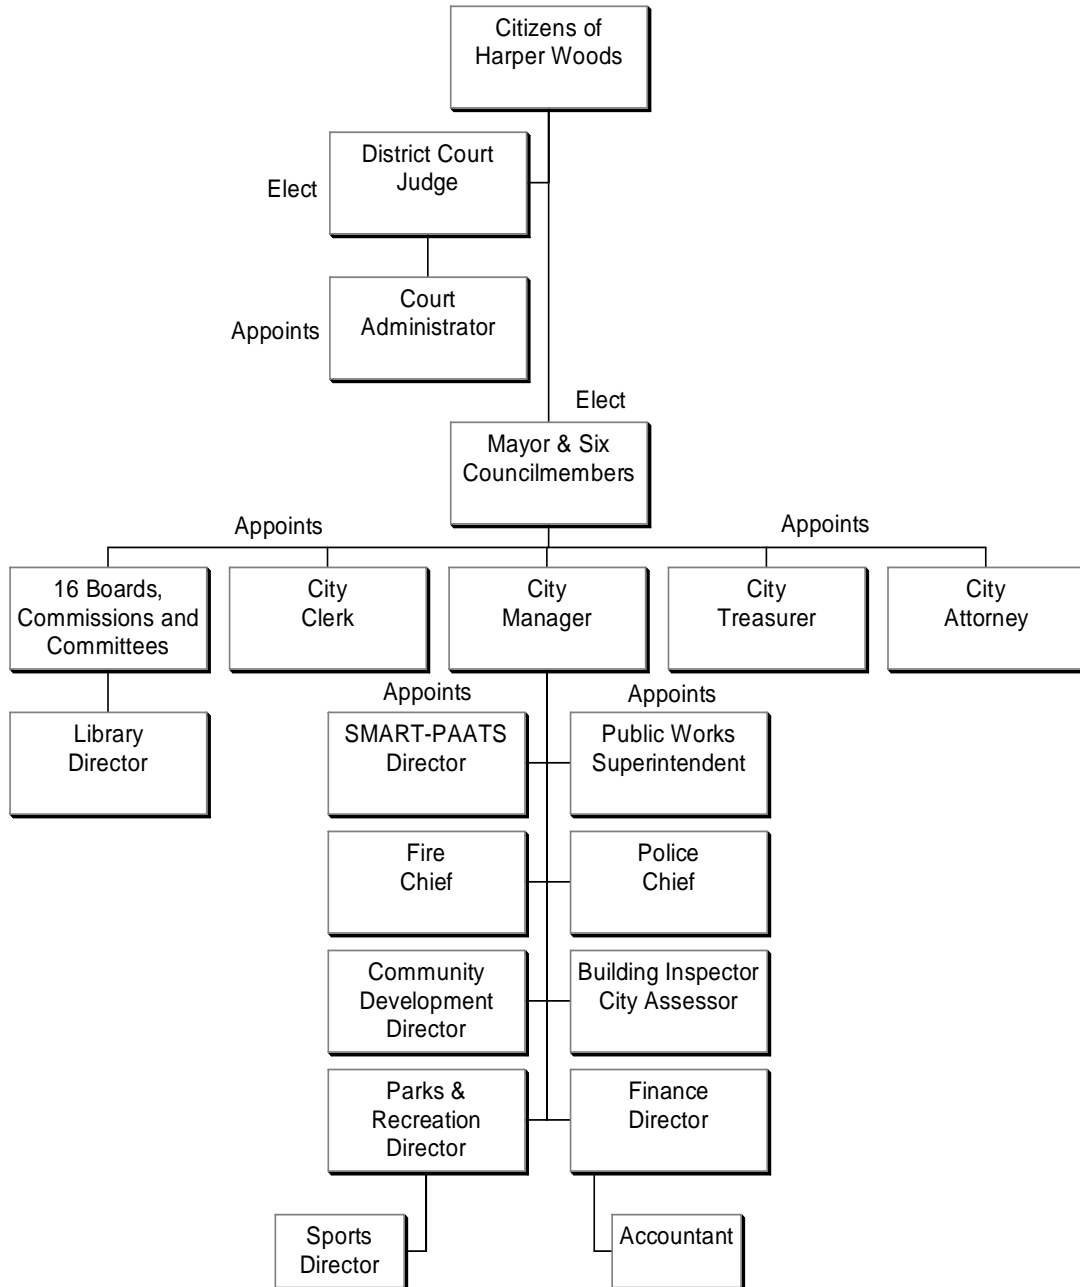 Citizens of
Harper Woods
District Court
Judge
Elect
Court
Administrator
Appoints
Elect
Mayor & Six
Councilmembers
Appoints
Appoints
16 Boards,
Commissions and
Committees
City
Clerk
City
Manager
City
Treasurer
City
Attorney
Appoints
Appoints
Library
Director
SMART-PAATS
Director
Public Works
Superintendent
Fire
Chief
Police
Chief
Community
Development
Director
Building Inspector
City Assessor
Parks &
Recreation
Director
Finance
Director
Sports
Director
Accountant